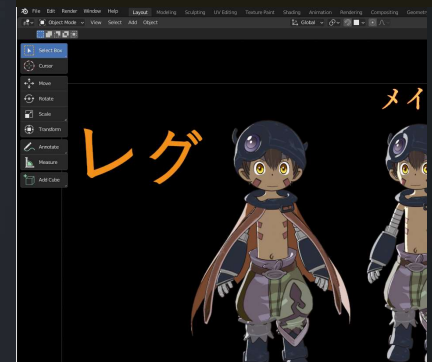 File Edit Render Window Help Layout Modeling Sculpting UV Editing Texture Paint Shading Animation Rendering Compositing Geometr
Object Mode View Select Add Object Global
Select Box
Cursor
Move
Rotate
Scale
Transform
Annotate
Measure
Add Cube
レグ
メイ